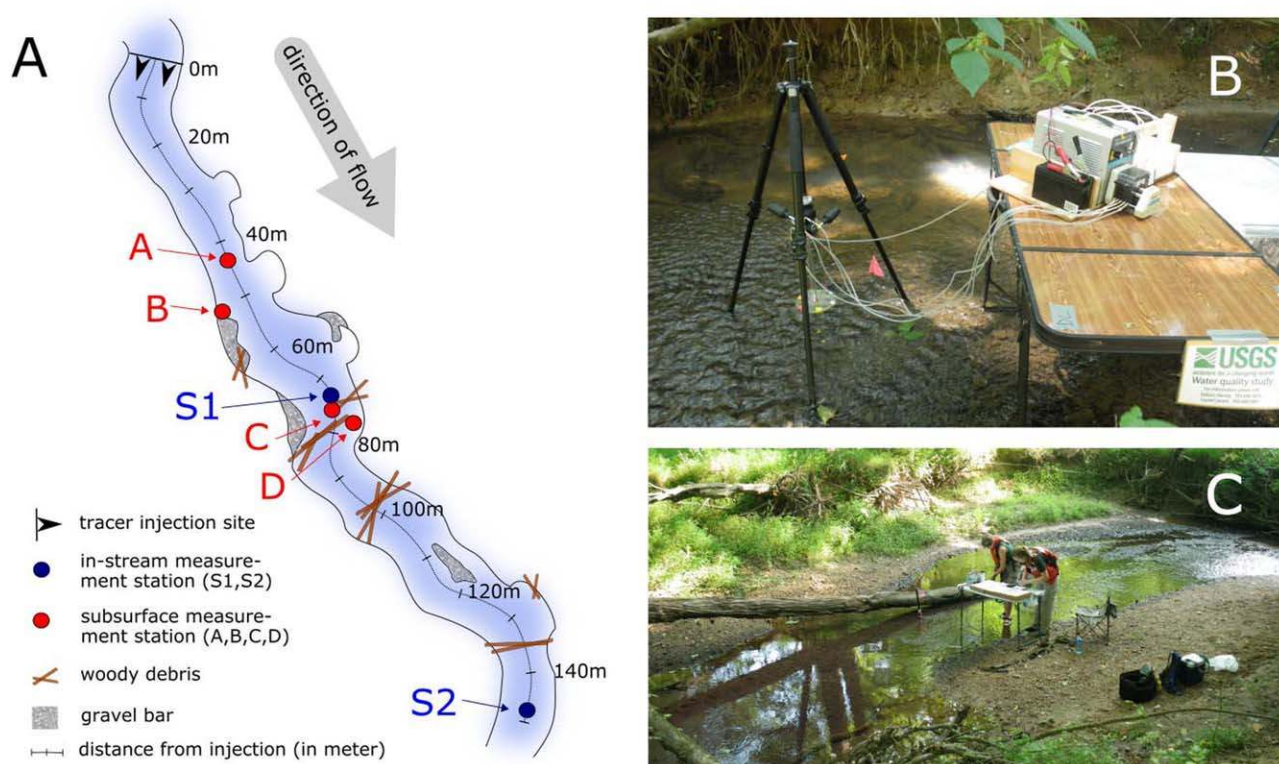 A
0m
direction of flow
20m
40m
A
B
60m
S1
C
80m
D
100m
120m
140m
S2
tracer injection site
in-stream measure-
ment station (S1,S2)
subsurface measure-
ment station (A,B,C,D)
woody debris
gravel bar
distance from injection (in meter)
B
USGS
Water quality study
C